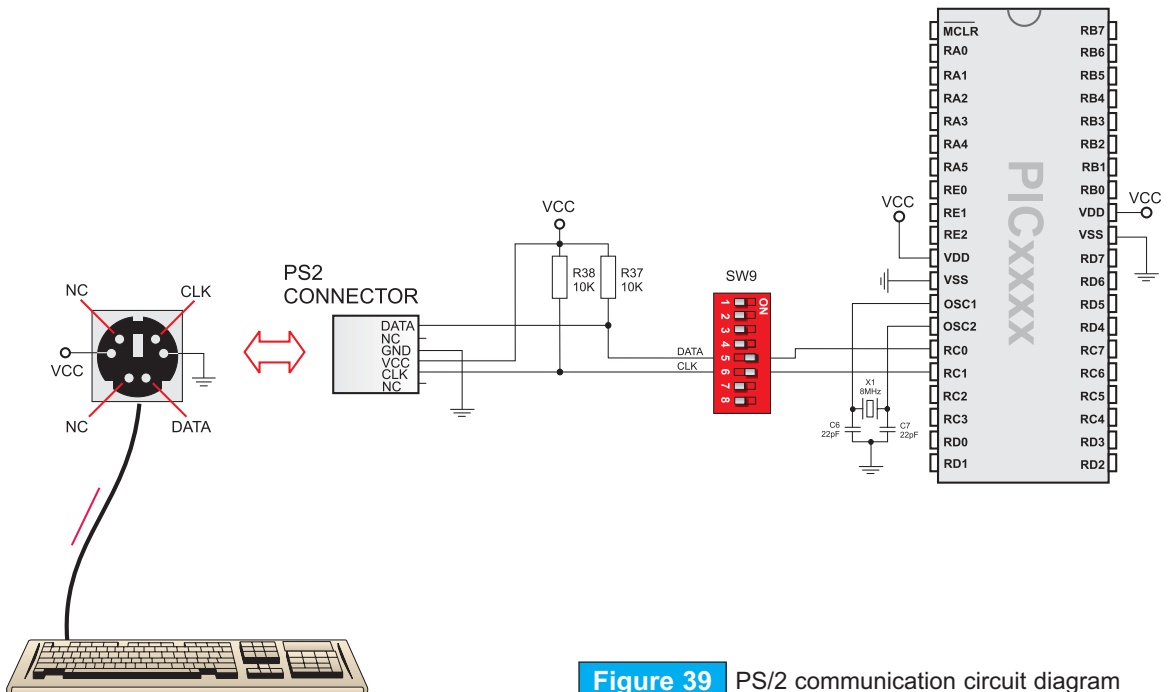 MCLR
RA0
RA1
RA2
RA3
RA4
RA5
RE0
RE1
RE2
VDD
VSS
OSC1
OSC2
RC0
RC1
RC2
RC3
RD0
RD1
RB7
RB6
RB5
RB4
RB3
RB2
RB1
RB0
VDD
VSS
RD7
RD6
RD5
RD4
RC7
RC6
RC5
RC4
RD3
RD2
PICxxxx
VCC
VCC
VCC
R38
10K
R37
10K
SW9
ON
1
2
3
4
5
6
7
8
DATA
CLK
X1
8MHz
C6
22pF
C7
22pF
PS2
CONNECTOR
DATA
NC
GND
VCC
CLK
NC
NC
CLK
VCC
NC
DATA
Figure 39 PS/2 communication circuit diagram